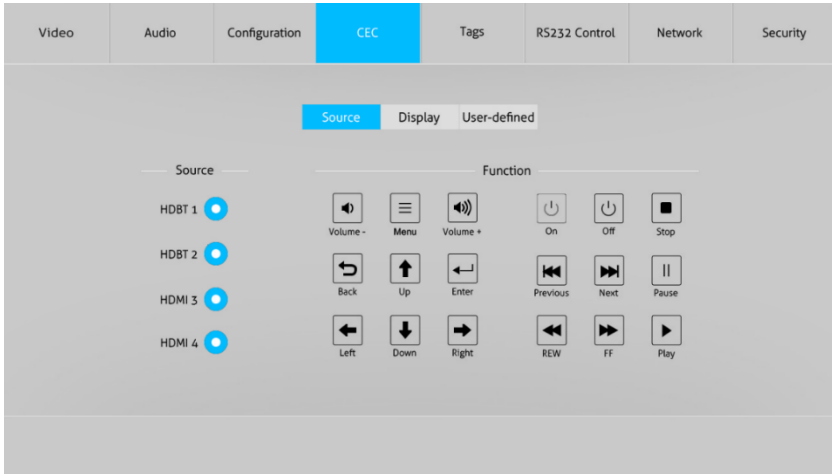 Video Audio Configuration CEC Tags RS232 Control Network Security
Source Display User-defined
Source Function
HDBT 1
HDBT 2
HDMI 3
HDMI 4
Volume - Menu Volume + On Off Stop
Back Up Enter Previous Next Pause
Left Down Right REW FF Play